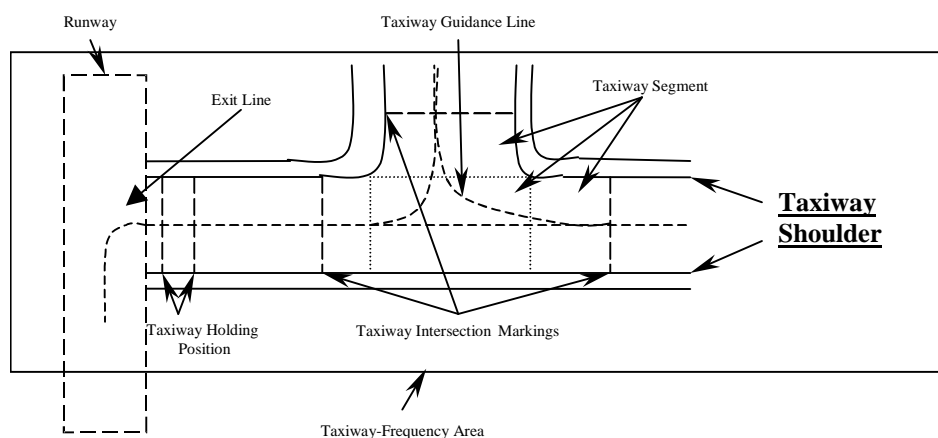 Runway
Taxiway Guidance Line
Exit Line
Taxiway Segment
Taxiway
Shoulder
Taxiway Holding
Position
Taxiway Intersection Markings
Taxiway-Frequency Area